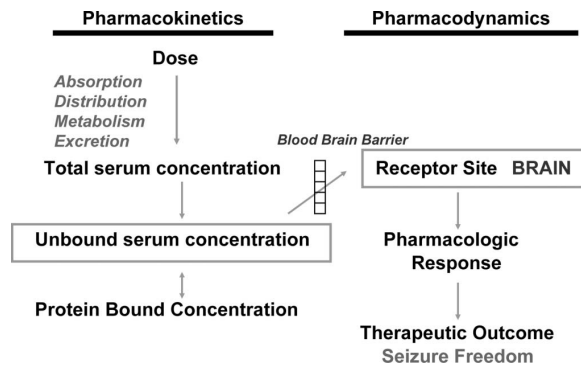 Pharmacokinetics
Dose
Absorption
Distribution
Metabolism
Excretion
Total serum concentration
Unbound serum concentration
Protein Bound Concentration
Blood Brain Barrier
Pharmacodynamics
Receptor Site BRAIN
Pharmacologic
Response
Therapeutic Outcome
Seizure Freedom